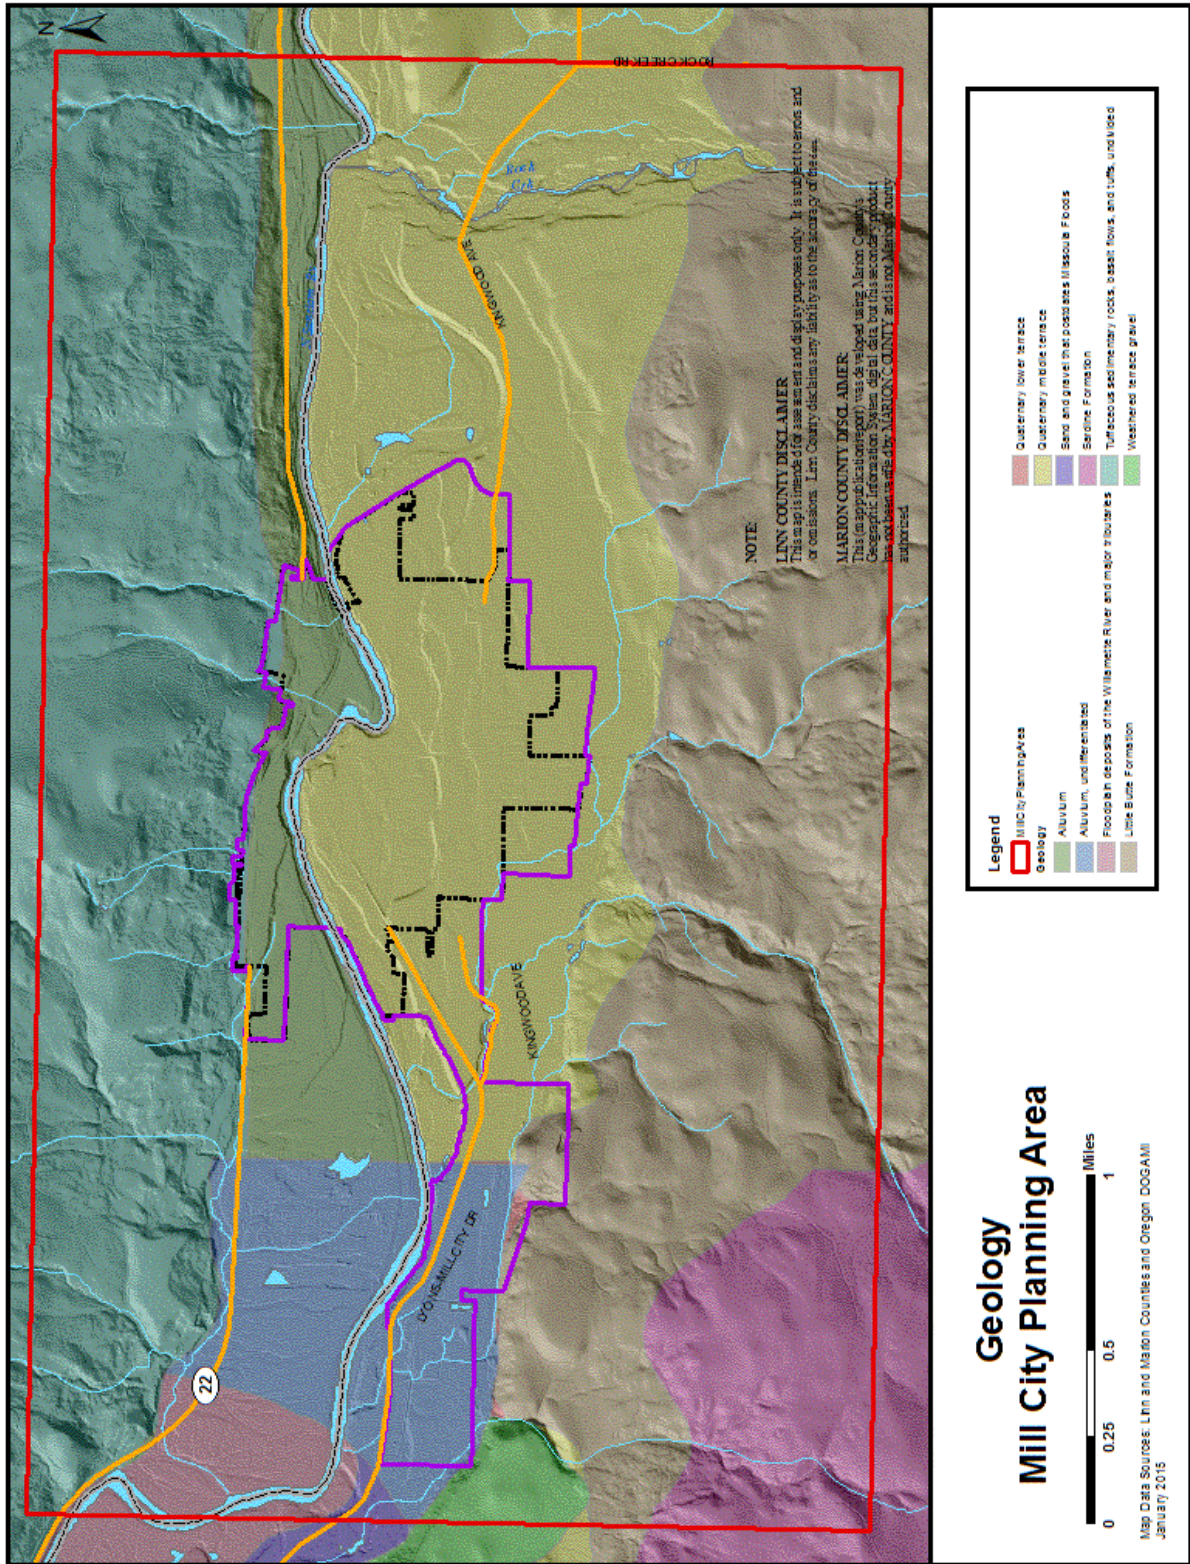 N
ROCK CREEK RD
Rock
Crk
KINGWOOD AVE
NOTE:
LINN COUNTY DISCLAIMER
This map is intended for assessment and display purposes only. It is subject to errors and
or omissions. Linn County disclaims any liability as to the accuracy of the data.
MARION COUNTY DISCLAIMER:
This (map/publication/report) was developed using Marion County's
Geographic Information System digital data, but this secondary product
has not been verified by MARION COUNTY and is not Marion County
authorized.
KINGWOOD AVE
LYONS-MILL CITY DR
22
Geology
Mill City Planning Area
0 0.25 0.5 1 Miles
Map Data Sources: Linn and Marion Counties and Oregon DOGAMI
January 2015
Legend
Mill City Planning Area
Geology
Alluvium
Alluvium, undifferentiated
Floodplain deposits of the Willamette River and major tributaries
Little Butte Formation
Quaternary lower terrace
Quaternary middle terrace
Sand and gravel that postdates Missoula Floods
Sardine Formation
Tuffaceous sedimentary rocks, basalt flows, and tuffs, undivided
Weathered terrace gravel